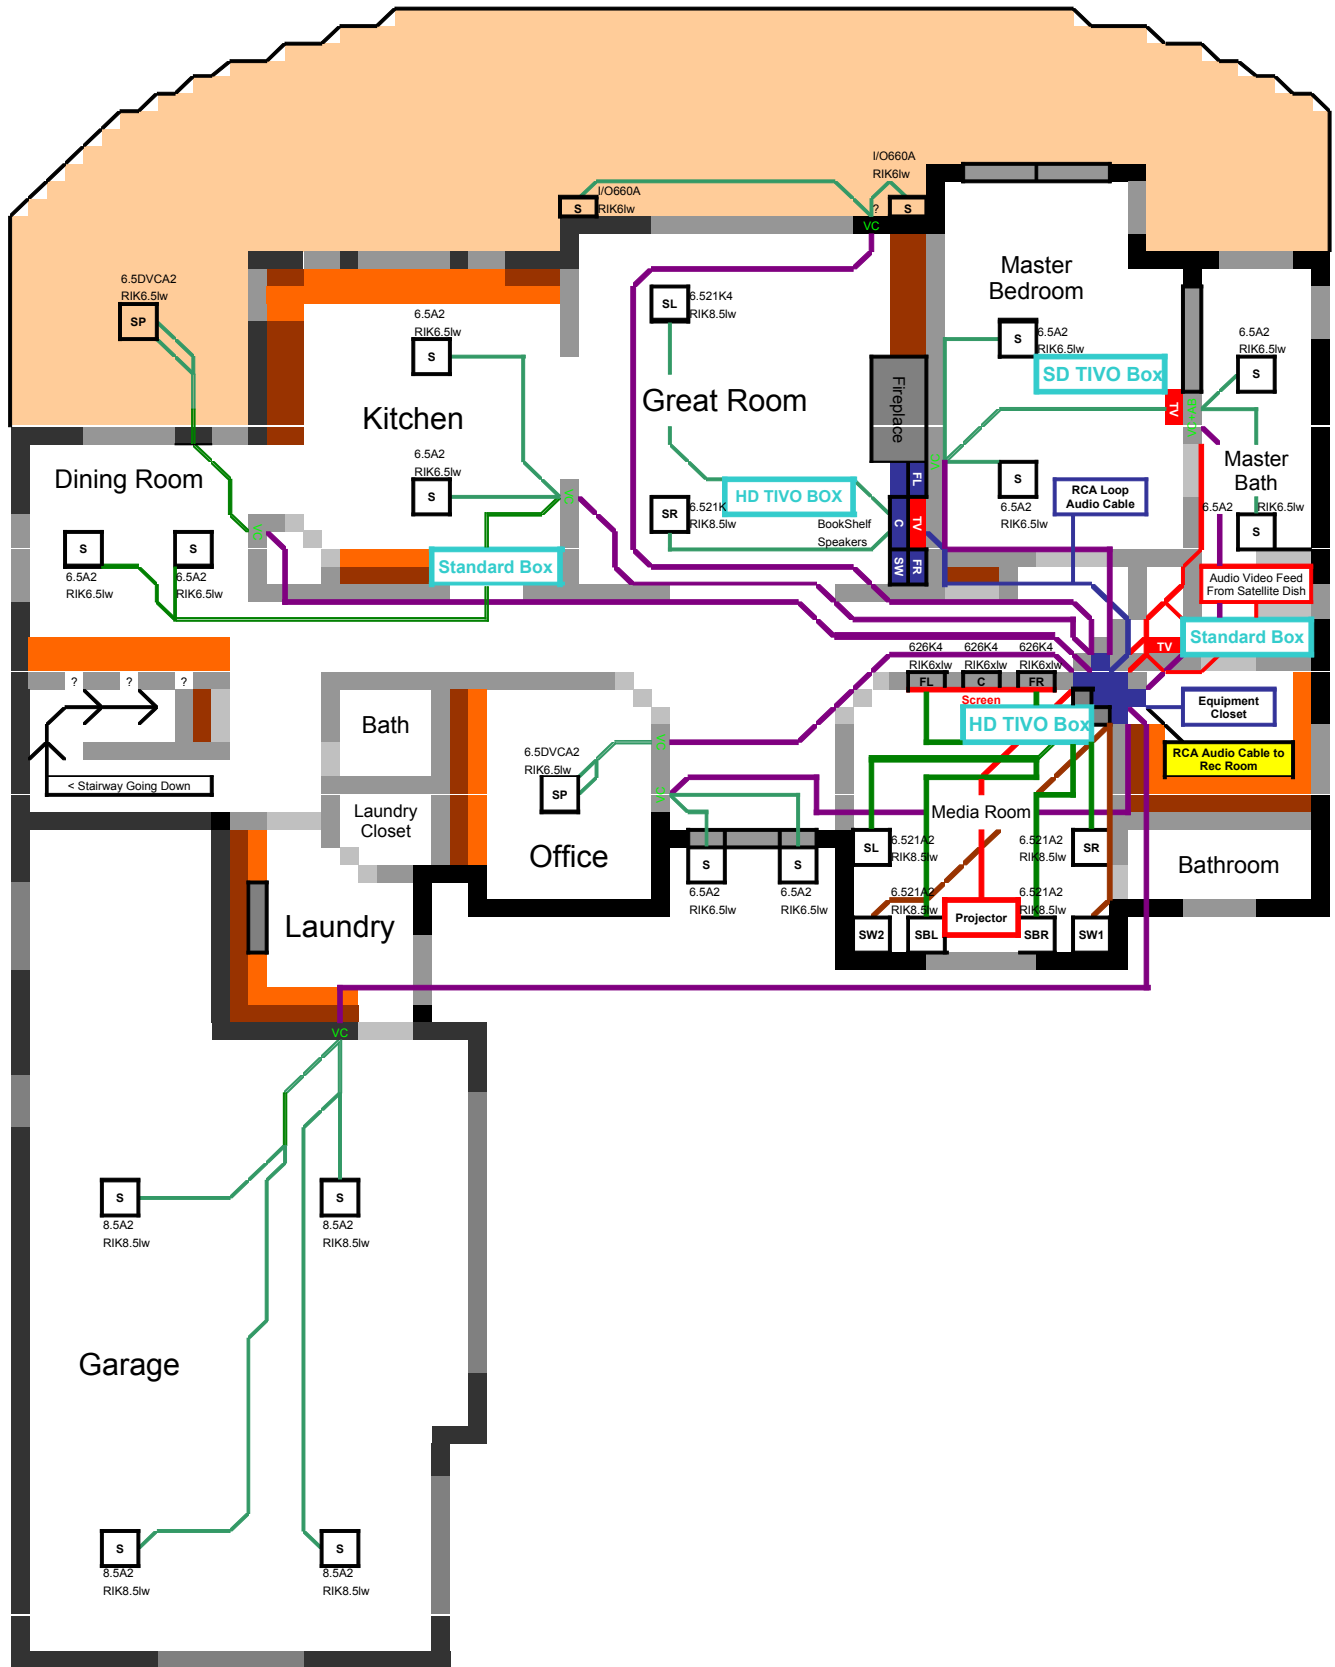 I/O660A
RIK6lw
I/O660A
RIK6lw
S
?
S
VC
Master
Bedroom
6.5DVCA2
RIK6.5lw
SP
SL
6.521K4
RIK8.5lw
6.5A2
RIK6.5lw
S
S
6.5A2
RIK6.5lw
6.5A2
RIK6.5lw
S
SD TIVO Box
S
Fireplace
Great Room
Kitchen
TV
VC
6.5A2
RIK6.5lw
S
Dining Room
VC
FL
S
6.5A2
RIK6.5lw
Master
Bath
RCA Loop
Audio Cable
HD TIVO BOX
SR
6.521K
RIK8.5lw
BookShelf
Speakers
C
TV
6.5A2
RIK6.5lw
S
VC
VC
S
S
6.5A2
RIK6.5lw
6.5A2
RIK6.5lw
Standard Box
SW
FR
Audio Video Feed
From Satellite Dish
Standard Box
TV
626K4
RIK6xlw
626K4
RIK6xlw
626K4
RIK6xlw
FL
C
FR
Screen
?
?
?
Equipment
Closet
HD TIVO Box
Bath
VC
6.5DVCA2
RIK6.5lw
SP
RCA Audio Cable to
Rec Room
< Stairway Going Down
VC
Laundry
Closet
Media Room
Office
SL
6.521A2
RIK8.5lw
6.521A2
RIK8.5lw
SR
Bathroom
S
6.5A2
RIK6.5lw
S
6.5A2
RIK6.5lw
6.521A2
RIK8.5lw
6.521A2
RIK8.5lw
Laundry
Projector
SW2
SBL
SBR
SW1
VC
S
8.5A2
RIK8.5lw
S
8.5A2
RIK8.5lw
Garage
S
8.5A2
RIK8.5lw
S
8.5A2
RIK8.5lw